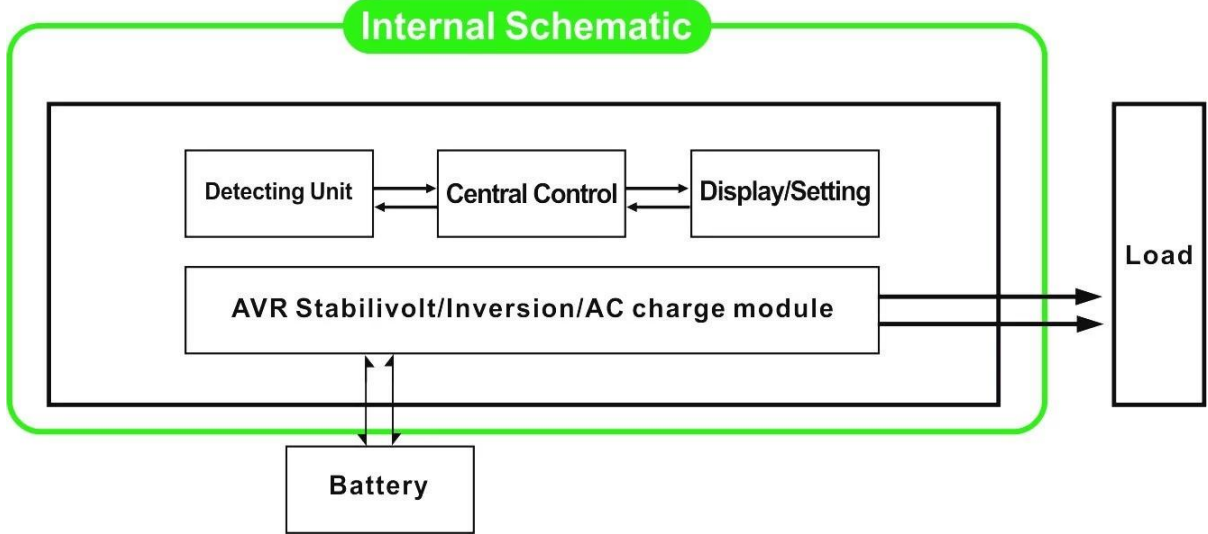 Internal Schematic
Detecting Unit
Central Control
Display/Setting
Load
AVR Stabilivolt/Inversion/AC charge module
Battery